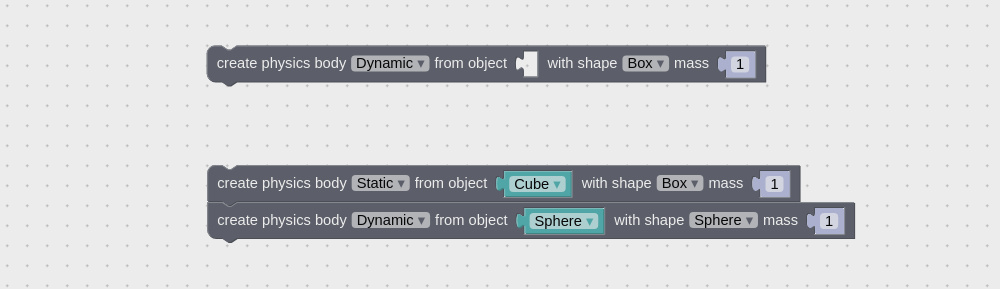 create physics body Dynamic ▾ from object with shape Box ▾ mass 1
create physics body Static ▾ from object Cube ▾ with shape Box ▾ mass 1
create physics body Dynamic ▾ from object Sphere ▾ with shape Sphere ▾ mass 1